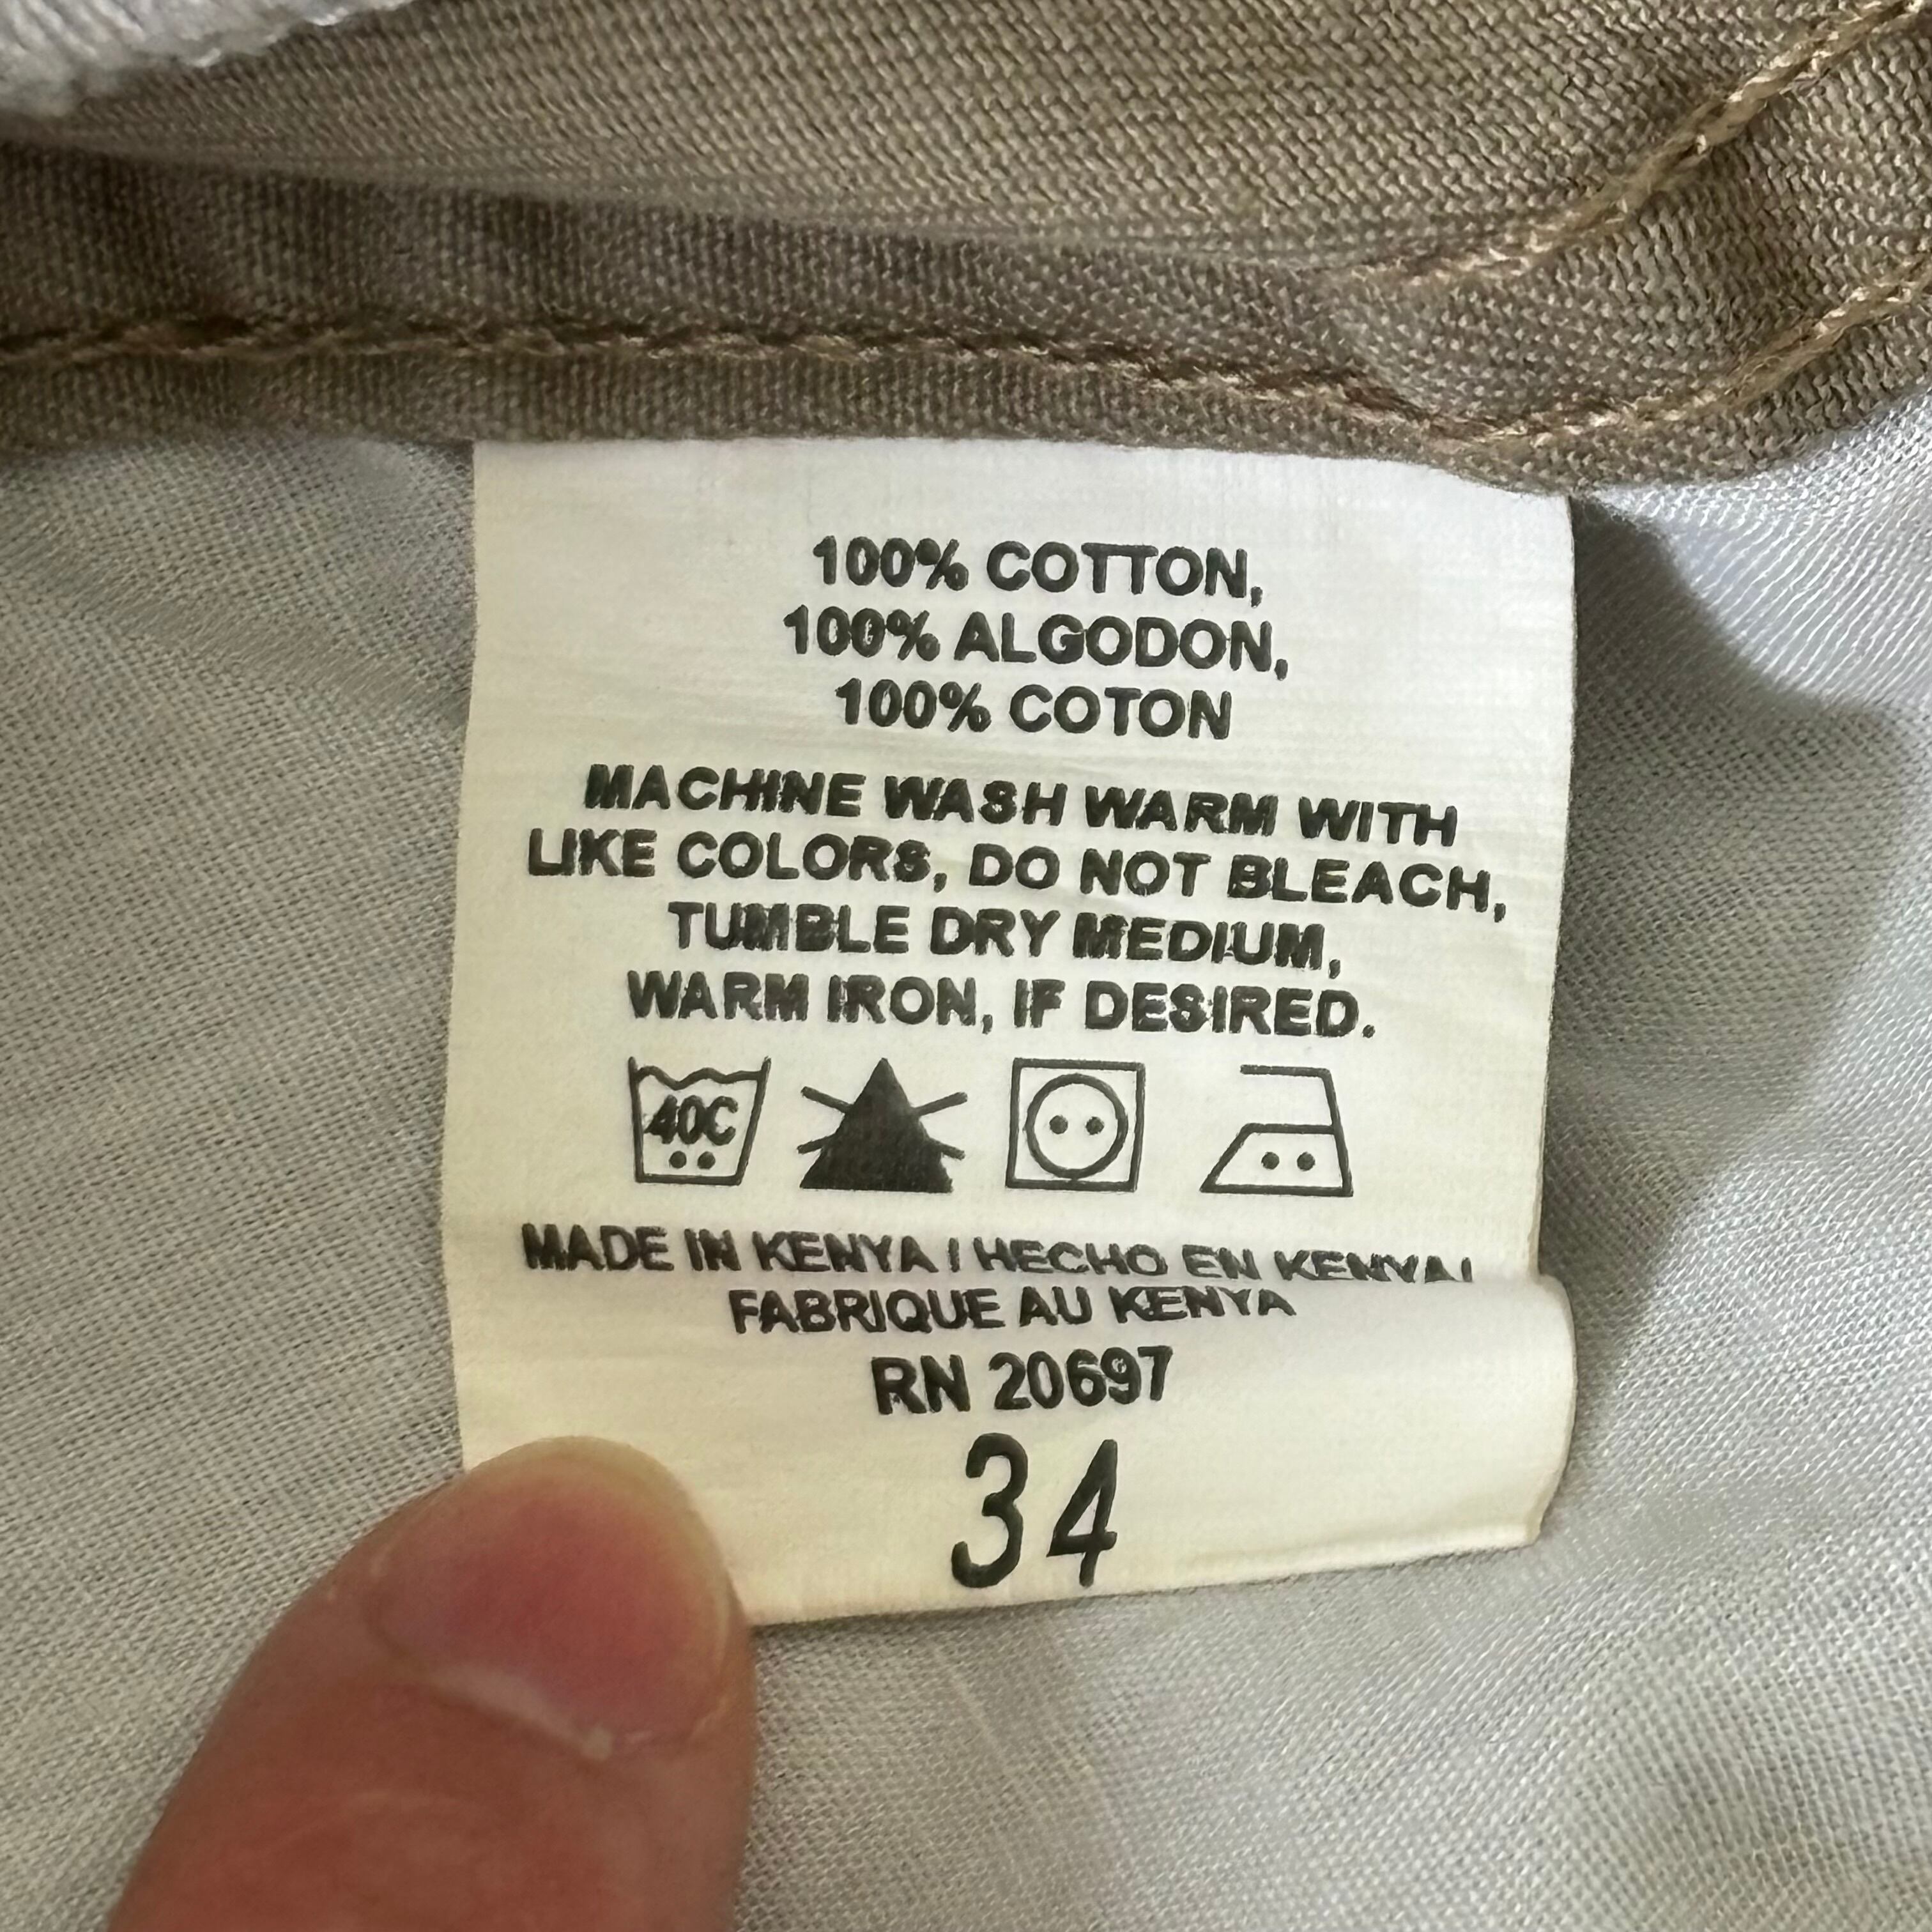 100% COTTON,
100% ALGODON,
100% COTON
MACHINE WASH WARM WITH
LIKE COLORS, DO NOT BLEACH,
TUMBLE DRY MEDIUM,
WARM IRON, IF DESIRED.
40C
MADE IN KENYA / HECHO EN KENYA/
FABRIQUE AU KENYA
RN 20697
34